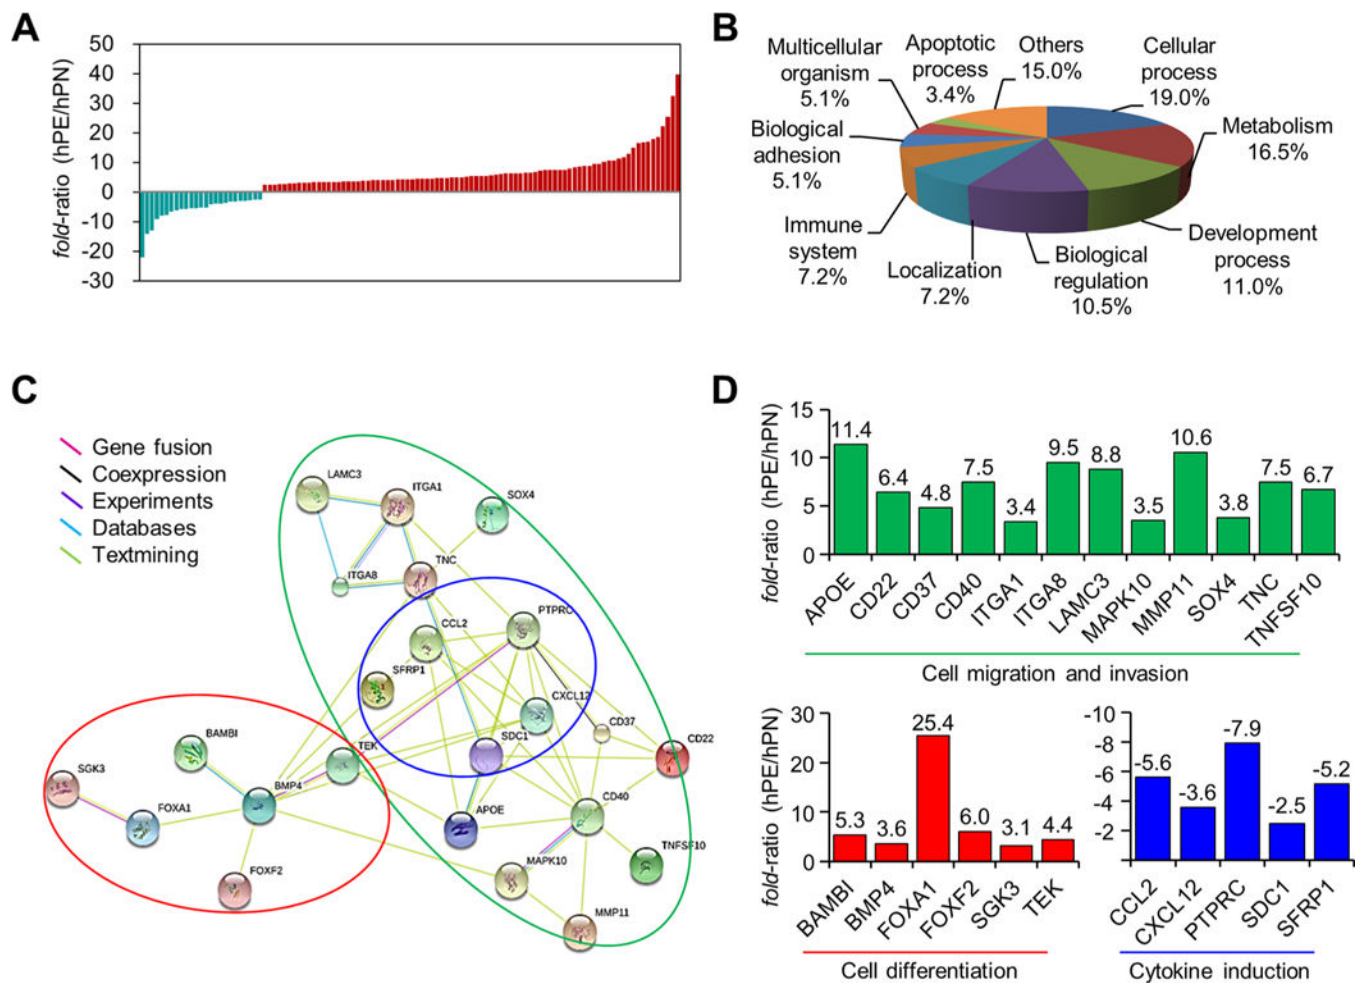 A
fold-ratio (hPE/hPN)
50
40
30
20
10
0
-10
-20
-30
B
Multicellular
organism
5.1%
Apoptotic
process
3.4%
Others
15.0%
Cellular
process
19.0%
Biological
adhesion
5.1%
Metabolism
16.5%
Immune
system
7.2%
Localization
7.2%
Biological
regulation
10.5%
Development
process
11.0%
C
Gene fusion
Coexpression
Experiments
Databases
Textmining
LAMC3
ITGA1
SOX4
ITGA8
TNC
PTPRC
CCL2
SFRP1
CXCL12
CD37
CD22
SDC1
TEK
BAMBI
SGK3
BMP4
FOXA1
APOE
CD40
TNFSF10
MAPK10
FOXF2
MMP11
D
fold-ratio (hPE/hPN)
15
10
5
0
11.4
6.4
4.8
7.5
3.4
9.5
8.8
3.5
10.6
3.8
7.5
6.7
APOE
CD22
CD37
CD40
ITGA1
ITGA8
LAMC3
MAPK10
MMP11
SOX4
TNC
TNFSF10
Cell migration and invasion
fold-ratio (hPE/hPN)
30
20
10
0
5.3
3.6
25.4
6.0
3.1
4.4
BAMBI
BMP4
FOXA1
FOXF2
SGK3
TEK
Cell differentiation
-10
-8
-6
-4
-2
-5.6
-3.6
-7.9
-2.5
-5.2
CCL2
CXCL12
PTPRC
SDC1
SFRP1
Cytokine induction